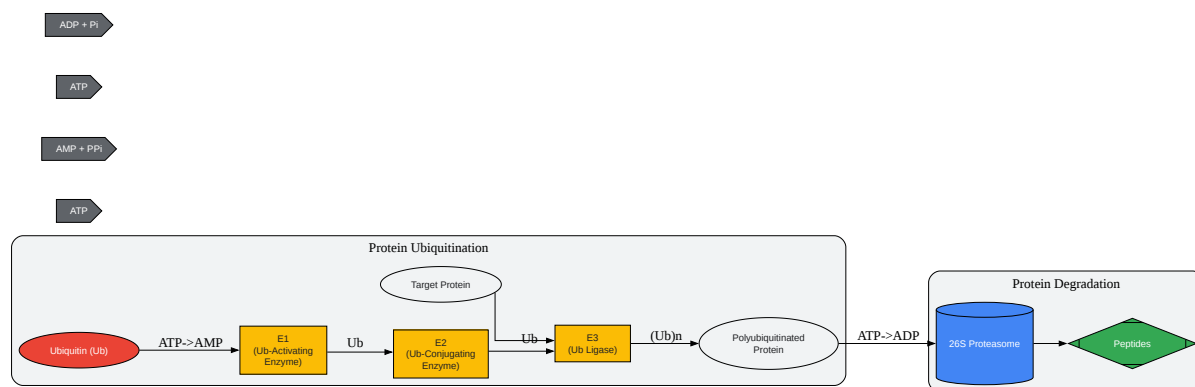 ADP + Pi
ATP
AMP + PPi
ATP
Protein Ubiquitination
Target Protein
Ubiquitin (Ub)
ATP->AMP
E1
(Ub-Activating
Enzyme)
Ub
E2
(Ub-Conjugating
Enzyme)
Ub
E3
(Ub Ligase)
(Ub)n
Polyubiquitinated
Protein
ATP->ADP
Protein Degradation
26S Proteasome
Peptides